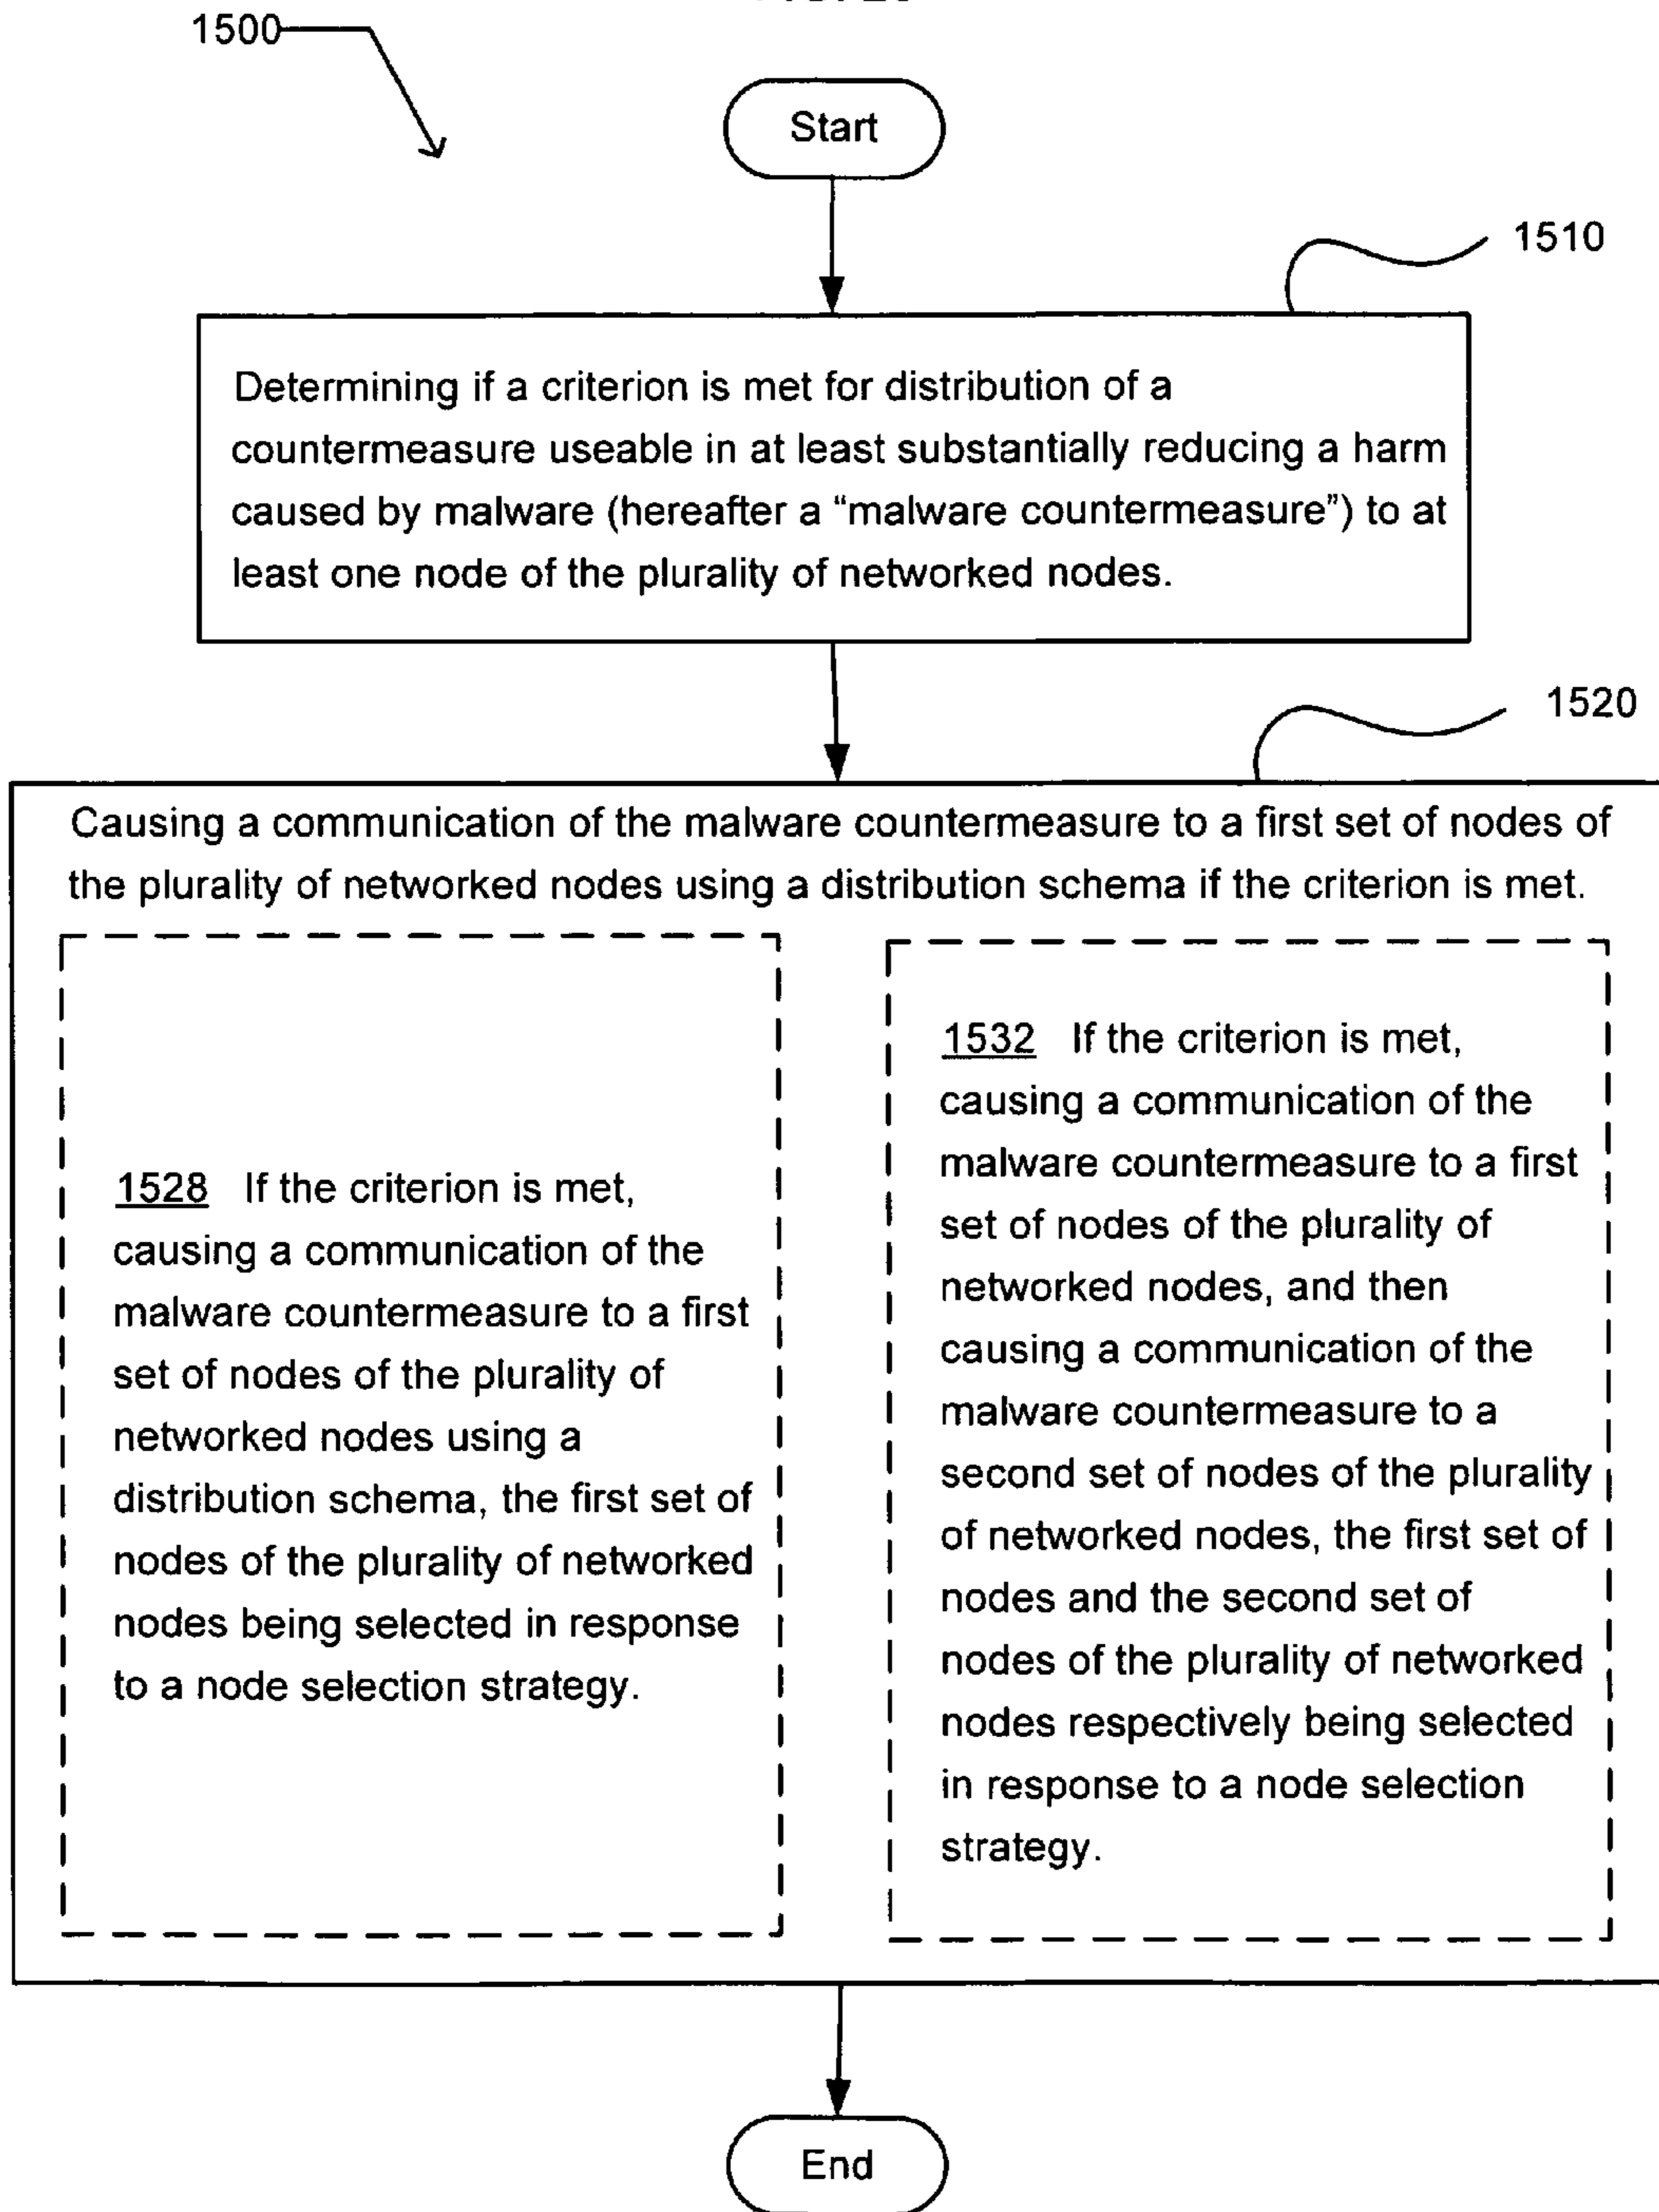 1500
Start
1510
Determining if a criterion is met for distribution of a
countermeasure useable in at least substantially reducing a harm
caused by malware (hereafter a “malware countermeasure”) to at
least one node of the plurality of networked nodes.
1520
Causing a communication of the malware countermeasure to a first set of nodes of
the plurality of networked nodes using a distribution schema if the criterion is met.
1528 If the criterion is met,
causing a communication of the
malware countermeasure to a first
set of nodes of the plurality of
networked nodes using a
distribution schema, the first set of
nodes of the plurality of networked
nodes being selected in response
to a node selection strategy.
1532 If the criterion is met,
causing a communication of the
malware countermeasure to a first
set of nodes of the plurality of
networked nodes, and then
causing a communication of the
malware countermeasure to a
second set of nodes of the plurality
of networked nodes, the first set of
nodes and the second set of
nodes of the plurality of networked
nodes respectively being selected
in response to a node selection
strategy.
End